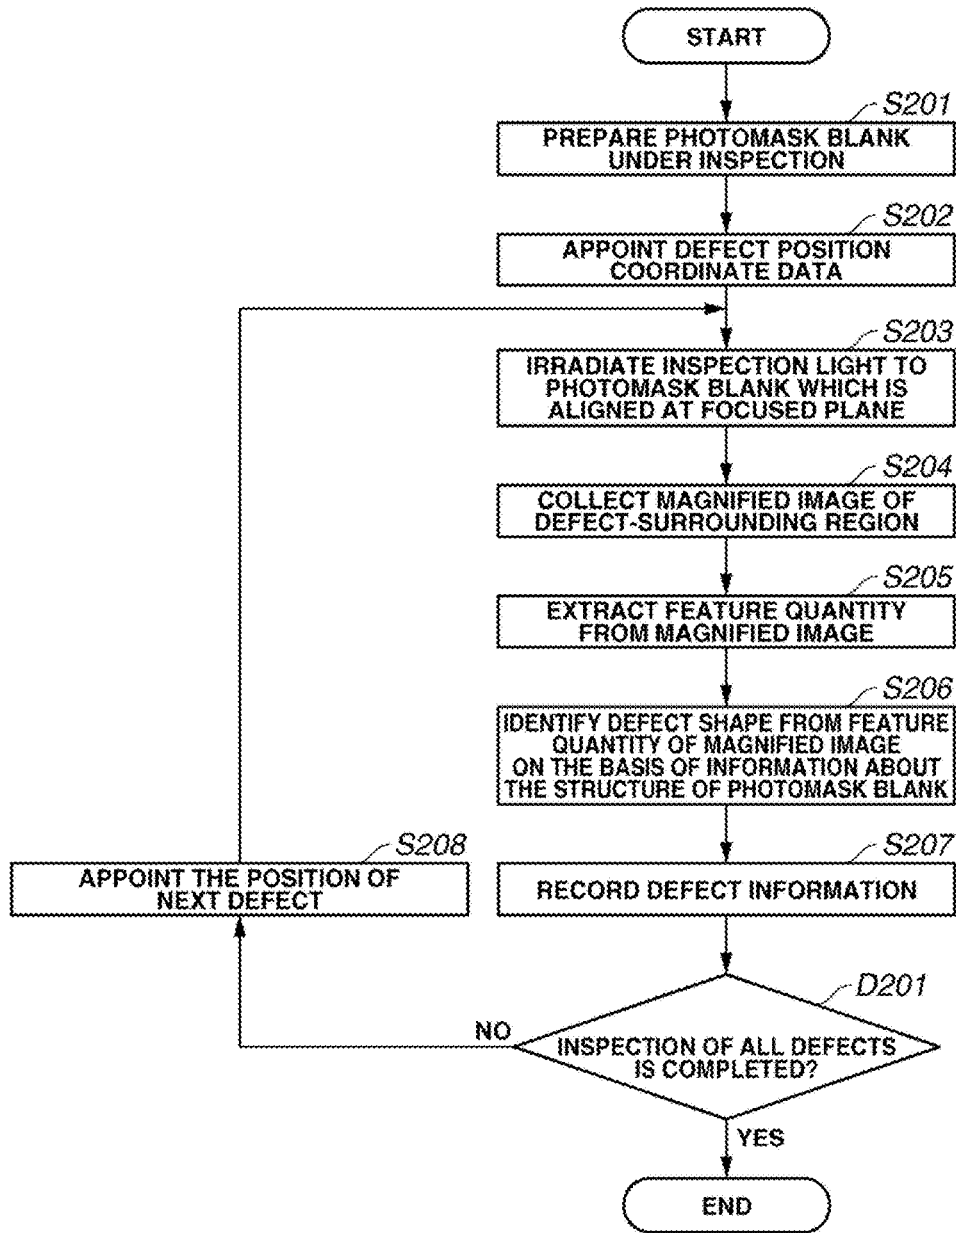 START
S201
PREPARE PHOTOMASK BLANK
UNDER INSPECTION
S202
APPOINT DEFECT POSITION
COORDINATE DATA
S203
IRRADIATE INSPECTION LIGHT TO
PHOTOMASK BLANK WHICH IS
ALIGNED AT FOCUSED PLANE
S204
COLLECT MAGNIFIED IMAGE OF
DEFECT-SURROUNDING REGION
S205
EXTRACT FEATURE QUANTITY
FROM MAGNIFIED IMAGE
S206
IDENTIFY DEFECT SHAPE FROM FEATURE
QUANTITY OF MAGNIFIED IMAGE
ON THE BASIS OF INFORMATION ABOUT
THE STRUCTURE OF PHOTOMASK BLANK
S208
APPOINT THE POSITION OF
NEXT DEFECT
S207
RECORD DEFECT INFORMATION
D201
NO
INSPECTION OF ALL DEFECTS
IS COMPLETED?
YES
END